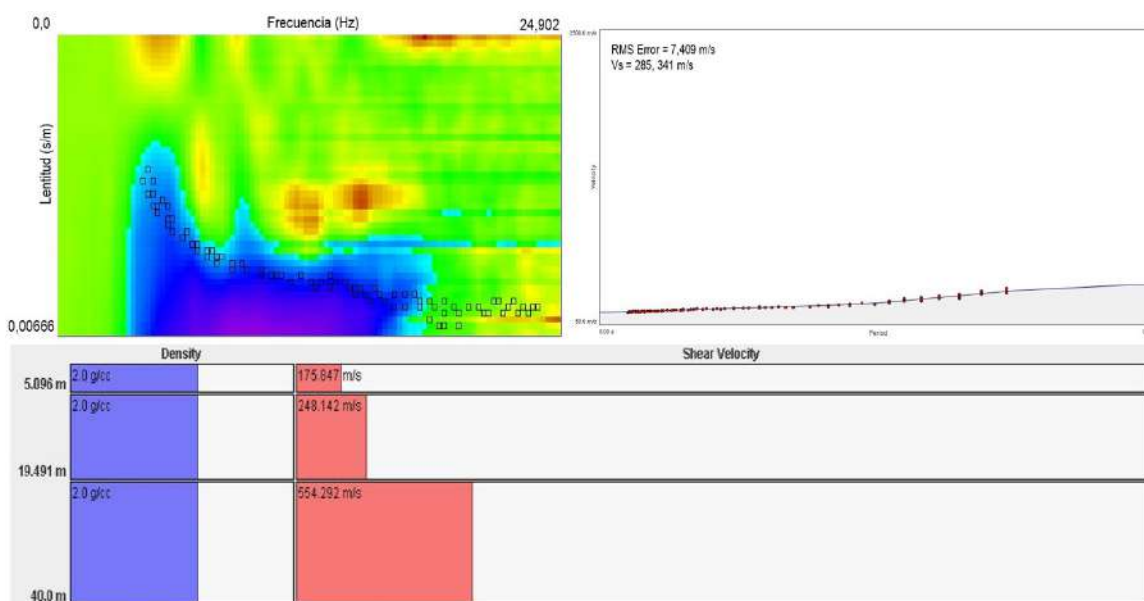 0,0 Frecuencia (Hz) 24,902
Lentitud (s/m)
0,00666
RMS Error = 7,409 m/s
Vs = 285, 341 m/s
Velocity
Period
Density Shear Velocity
5.096 m
2.0 g/cc
175.847 m/s
19.491 m
2.0 g/cc
248.142 m/s
40.0 m
2.0 g/cc
554.292 m/s